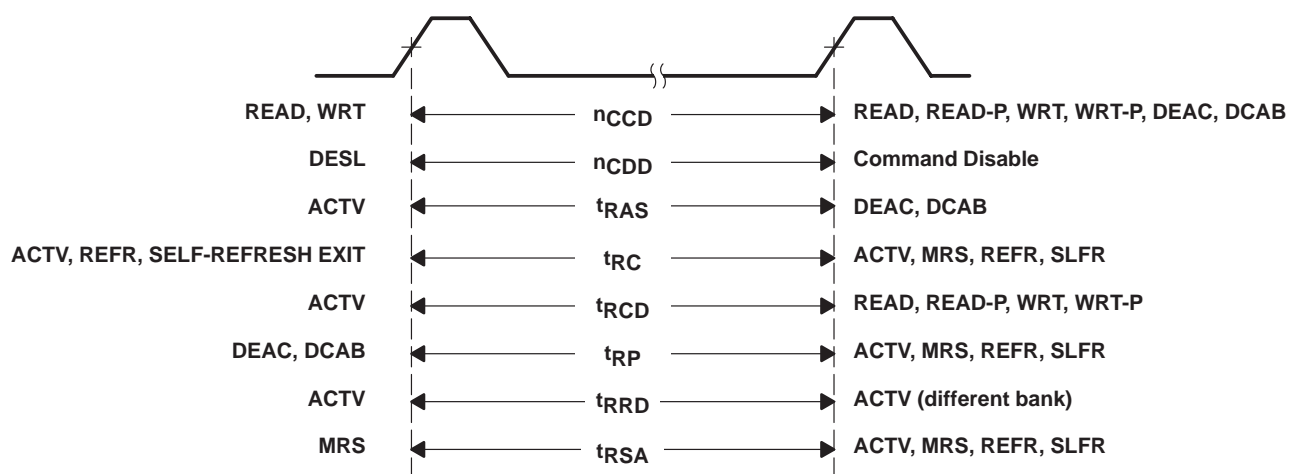 READ, WRT nCCD READ, READ-P, WRT, WRT-P, DEAC, DCAB
DESL nCDD Command Disable
ACTV tRAS DEAC, DCAB
ACTV, REFR, SELF-REFRESH EXIT tRC ACTV, MRS, REFR, SLFR
ACTV tRCD READ, READ-P, WRT, WRT-P
DEAC, DCAB tRP ACTV, MRS, REFR, SLFR
ACTV tRRD ACTV (different bank)
MRS tRSA ACTV, MRS, REFR, SLFR